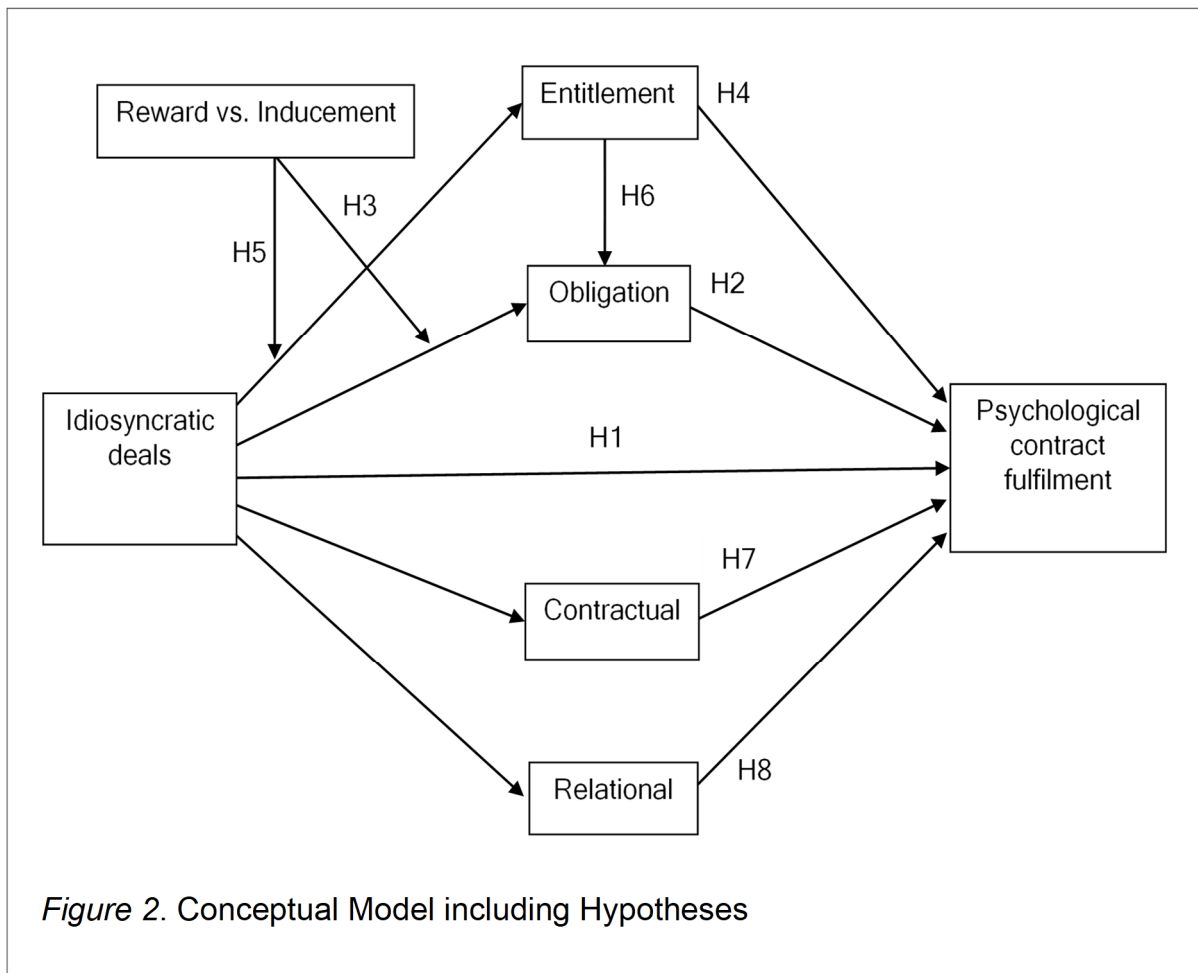 Reward vs. Inducement
Entitlement
H4
H3
H6
H5
Obligation
H2
Idiosyncratic
deals
H1
Psychological
contract
fulfilment
H7
Contractual
H8
Relational
Figure 2. Conceptual Model including Hypotheses